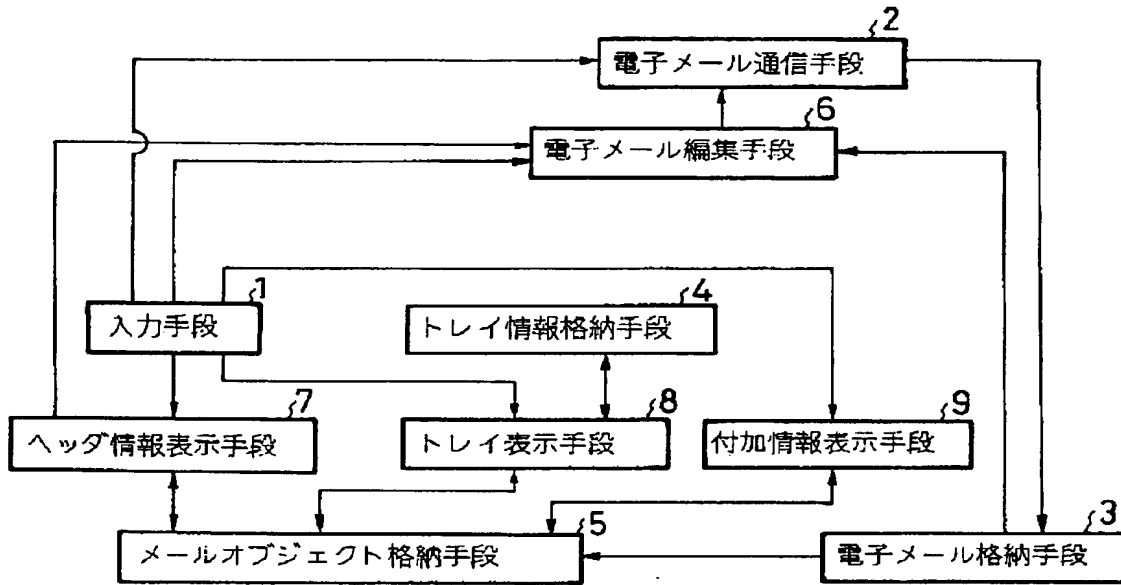 2
電子メール通信手段
6
電子メール編集手段
1
入力手段
4
トレイ情報格納手段
7
ヘッダ情報表示手段
8
トレイ表示手段
9
付加情報表示手段
5
メールオブジェクト格納手段
3
電子メール格納手段